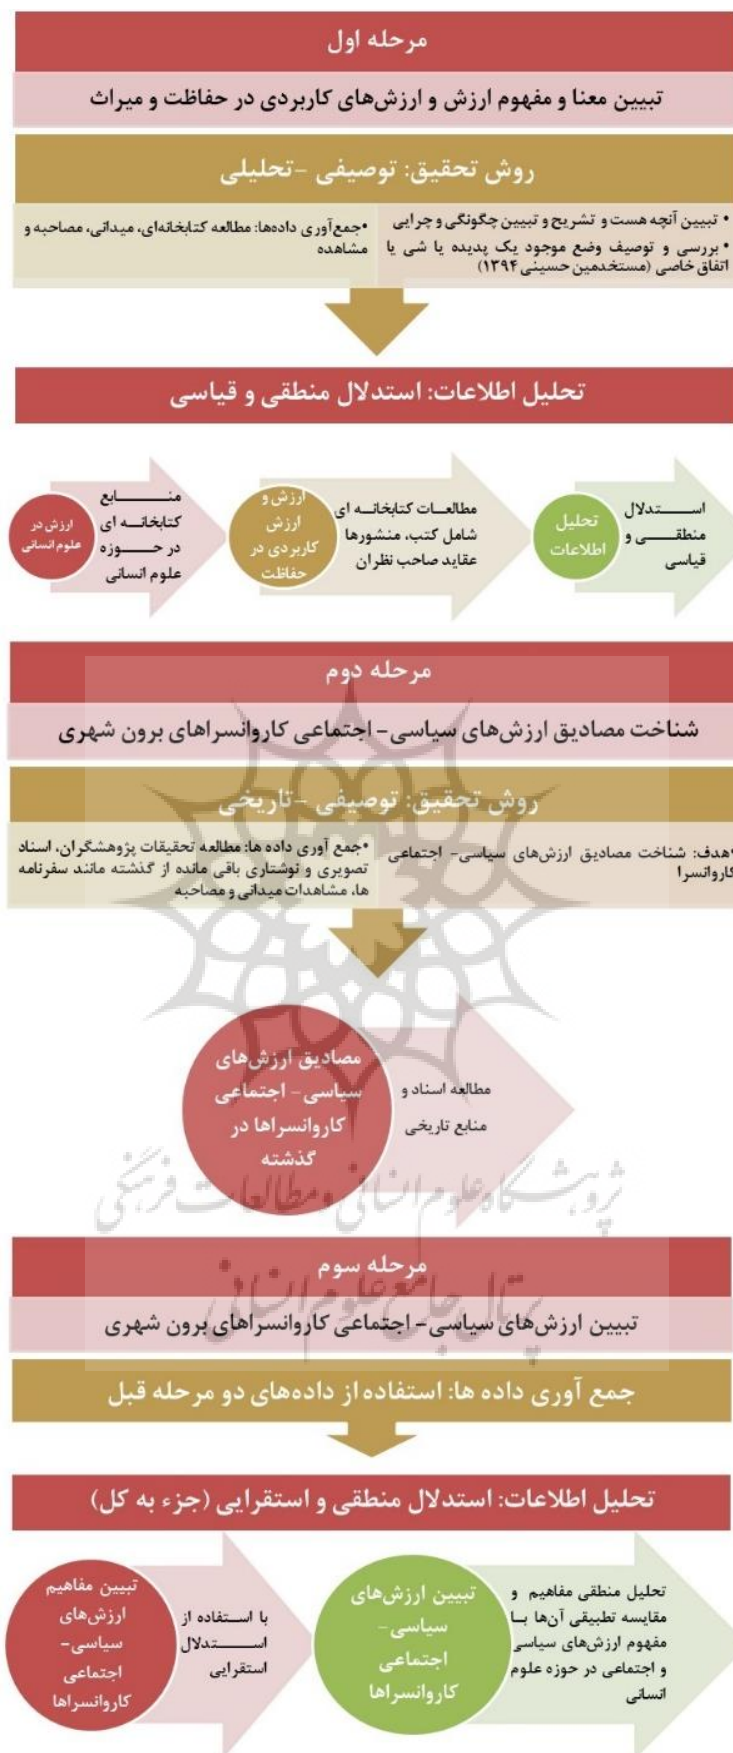 مرحله اول
تبیین معنا و مفهوم ارزش و ارزش‌های کاربردی در حفاظت و میراث
روش تحقیق: توصیفی -تحلیلی
• تبیین آنچه هست و تشریح و تبیین چگونگی و چرایی
• بررسی و توصیف وضع موجود یک پدیده یا شی یا
اتفاق خاصی (مستخدمین حسینی ۱۳۹۴)
•جمع‌آوری داده‌ها: مطالعه کتابخانه‌ای، میدانی، مصاحبه و
مشاهده
تحلیل اطلاعات: استدلال منطقی و قیاسی
ارزش در
علوم انسانی
منابع
کتابخانه ای
در حوزه
علوم انسانی
ارزش و
ارزش
کاربردی در
حفاظت
مطالعات کتابخانه ای
شامل کتب، منشورها
عقاید صاحب نظران
تحلیل
اطلاعات
استدلال
منطقی و
قیاسی
مرحله دوم
شناخت مصادیق ارزش‌های سیاسی- اجتماعی کاروانسراهای برون شهری
روش تحقیق: توصیفی -تاریخی
•هدف: شناخت مصادیق ارزش‌های سیاسی- اجتماعی
کاروانسرا
•جمع آوری داده ها: مطالعه تحقیقات پژوهشگران، اسناد
تصویری و نوشتاری باقی مانده از گذشته مانند سفرنامه
ها، مشاهدات میدانی و مصاحبه
مصادیق ارزش‌های
سیاسی- اجتماعی
کاروانسراها در
گذشته
مطالعه اسناد و
منابع تاریخی
پژوهشگاه علوم انسانی و مطالعات فرهنگی
مرحله سوم
پرتال جامع علوم انسانی
تبیین ارزش‌های سیاسی- اجتماعی کاروانسراهای برون شهری
جمع آوری داده ها: استفاده از داده‌های دو مرحله قبل
تحلیل اطلاعات: استدلال منطقی و استقرایی (جزء به کل)
تبیین مفاهیم
ارزش‌های
سیاسی-
اجتماعی
کاروانسراها
با استفاده از
استدلال
استقرایی
تبیین ارزش‌های
سیاسی-
اجتماعی
کاروانسراها
تحلیل منطقی مفاهیم و
مقایسه تطبیقی آن‌ها با
مفهوم ارزش‌های سیاسی
و اجتماعی در حوزه علوم
انسانی